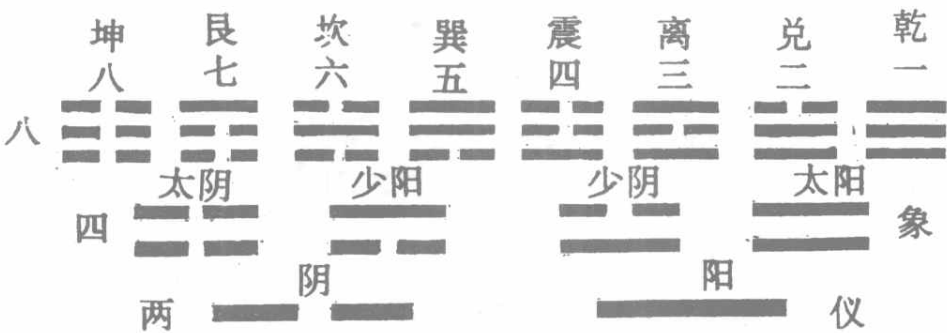 坤 艮 坎 巽 震 离 兑 乾
八 七 六 五 四 三 二 一
八
太阴 少阳 少阴 太阳
四 象
阴 阳
两 仪